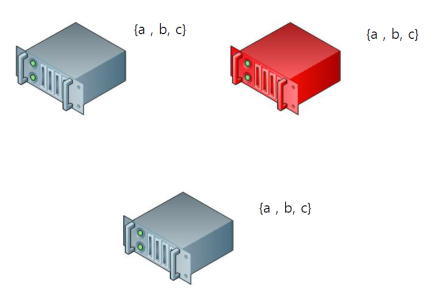 {a , b, c}
{a , b, c}
{a , b, c}